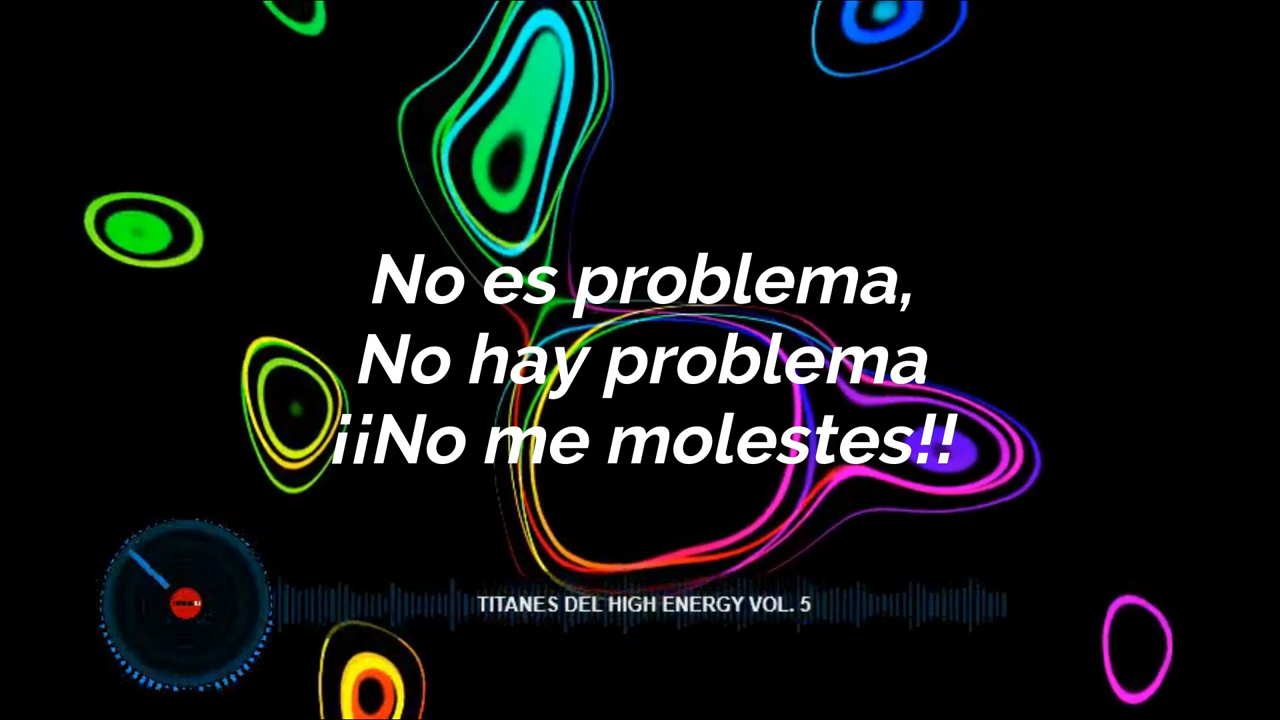 No es problema,
No hay problema
¡¡No me molestes!!
TITANES DEL HIGH ENERGY VOL. 5